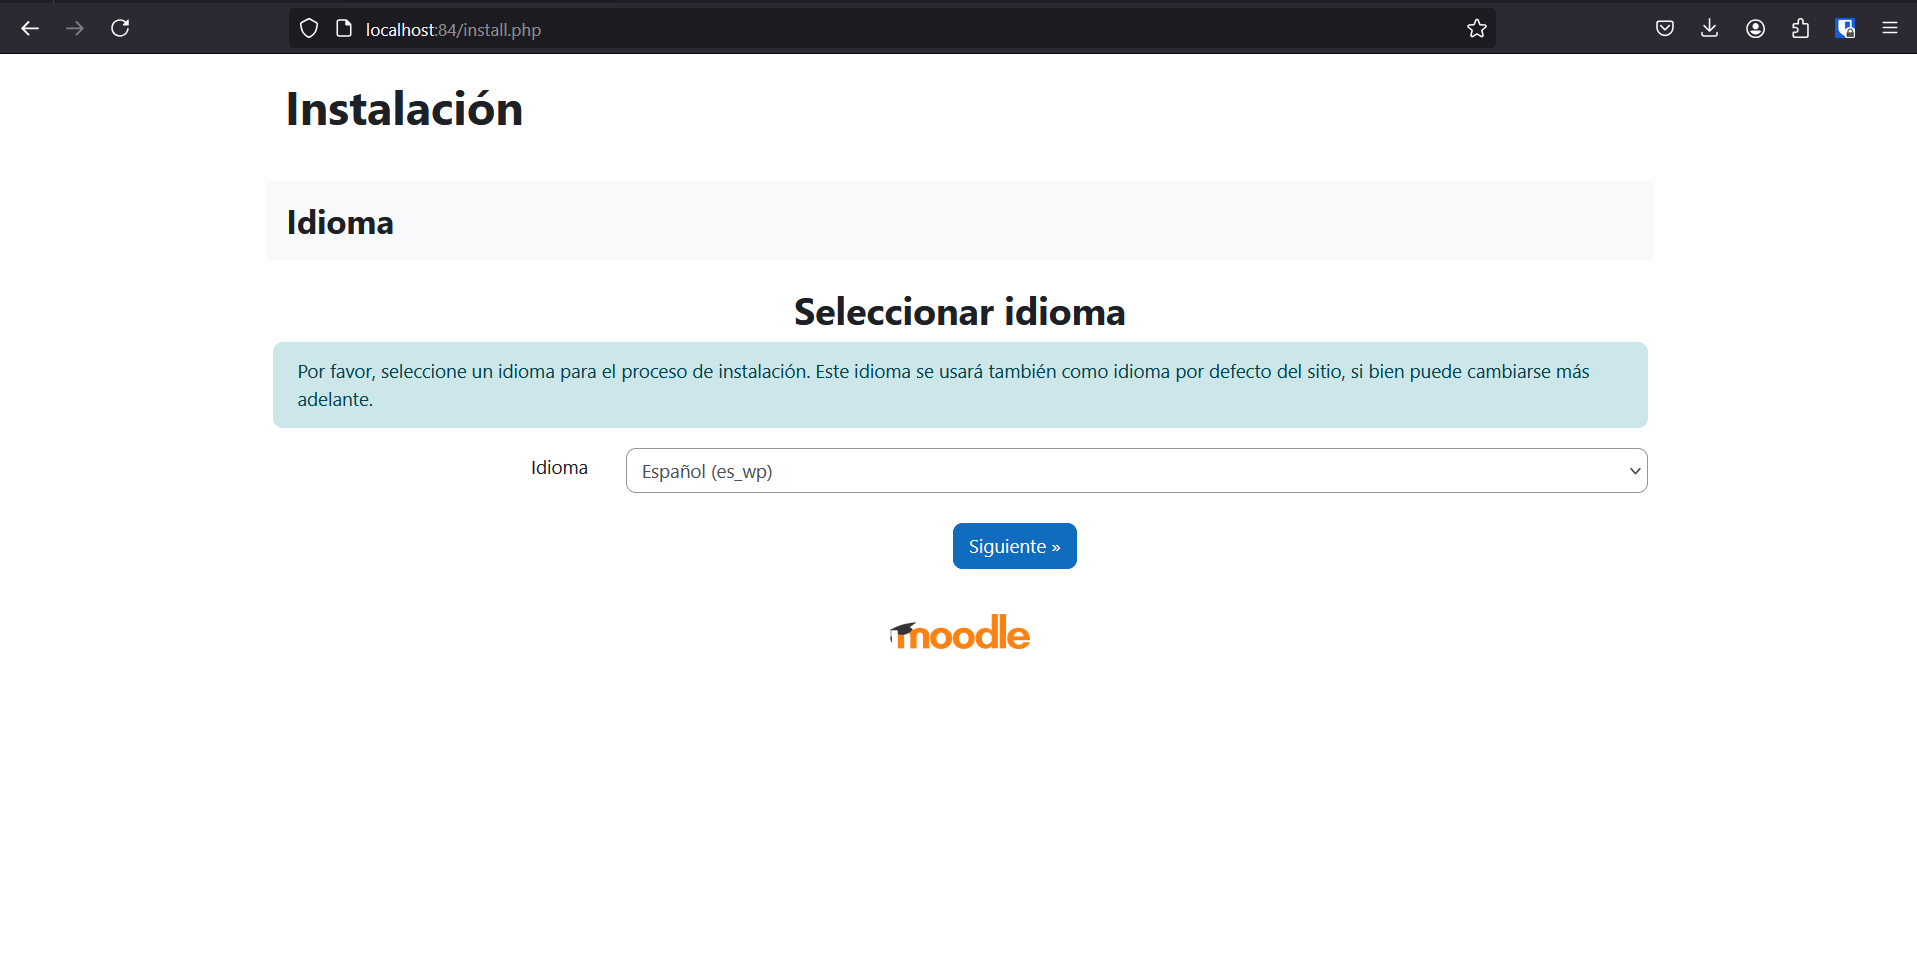 localhost:84/install.php
Instalación
Idioma
Seleccionar idioma
Por favor, seleccione un idioma para el proceso de instalación. Este idioma se usará también como idioma por defecto del sitio, si bien puede cambiarse más
adelante.
Idioma
Español (es_wp)
Siguiente »
moodle